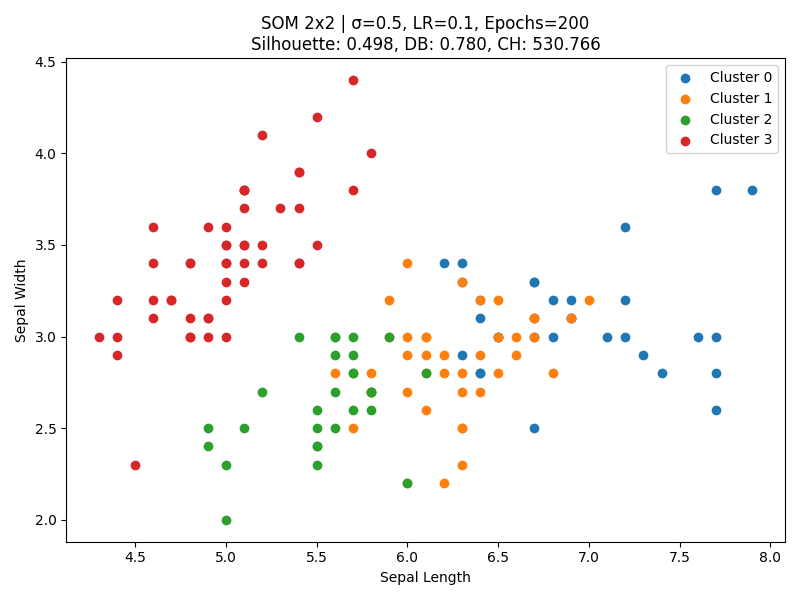 SOM 2x2 | σ=0.5, LR=0.1, Epochs=200
Silhouette: 0.498, DB: 0.780, CH: 530.766
Cluster 0
Cluster 1
Cluster 2
Cluster 3
4.5
4.0
3.5
3.0
2.5
2.0
Sepal Width
4.5
5.0
5.5
6.0
6.5
7.0
7.5
8.0
Sepal Length